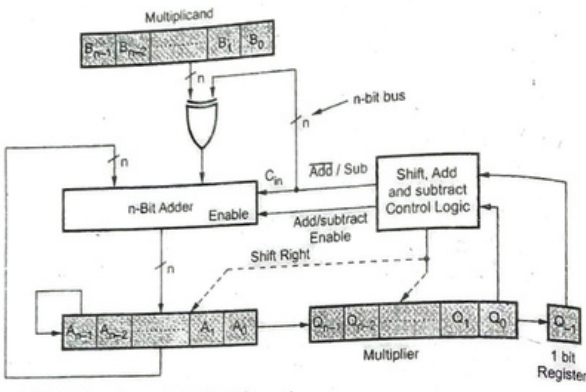 Multiplicand
Bn-1 Bn-2 ........ B1 B0
n
n-bit bus
n
n
Cin
Add / Sub
Shift, Add and subtract Control Logic
n-Bit Adder
Enable
Add/subtract Enable
n
Shift Right
An-1 An-2 ........ A1 A0
Qn-1 Qn-2 ........ Q1 Q0
Q-1
Multiplier
1 bit Register